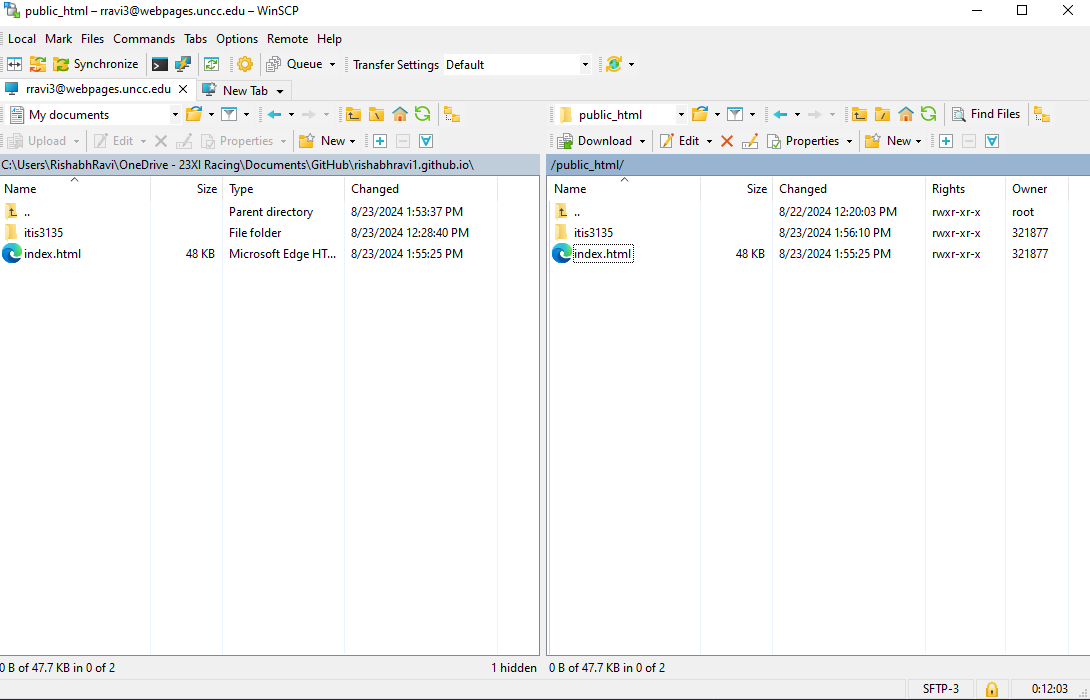 public_html – rravi3@webpages.uncc.edu – WinSCP
Local Mark Files Commands Tabs Options Remote Help
Synchronize Queue Transfer Settings Default
rravi3@webpages.uncc.edu New Tab
My documents public_html Find Files
Upload Edit Properties New Download Edit Properties New
C:\Users\RishabhRavi\OneDrive - 23XI Racing\Documents\GitHub\rishabhravi1.github.io\ /public_html/
Name Size Type Changed Name Size Changed Rights Owner
.. Parent directory 8/23/2024 1:53:37 PM .. 8/22/2024 12:20:03 PM rwxr-xr-x root
itis3135 File folder 8/23/2024 12:28:40 PM itis3135 8/23/2024 1:56:10 PM rwxr-xr-x 321877
index.html 48 KB Microsoft Edge HT... 8/23/2024 1:55:25 PM index.html 48 KB 8/23/2024 1:55:25 PM rwxr-xr-x 321877
0 B of 47.7 KB in 0 of 2 1 hidden 0 B of 47.7 KB in 0 of 2
SFTP-3 0:12:03